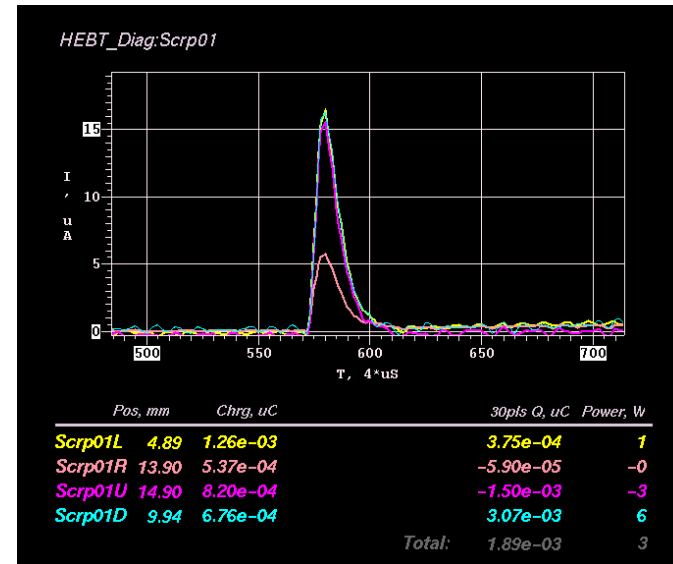 HEBT_Diag:Scrp01
15
10
5
0
I, uA
500 550 600 650 700
T, 4*uS
Pos, mm Chrg, uC 30pls Q, uC Power, W
Scrp01L 4.89 1.26e-03 3.75e-04 1
Scrp01R 13.90 5.37e-04 -5.90e-05 -0
Scrp01U 14.90 8.20e-04 -1.50e-03 -3
Scrp01D 9.94 6.76e-04 3.07e-03 6
Total: 1.89e-03 3